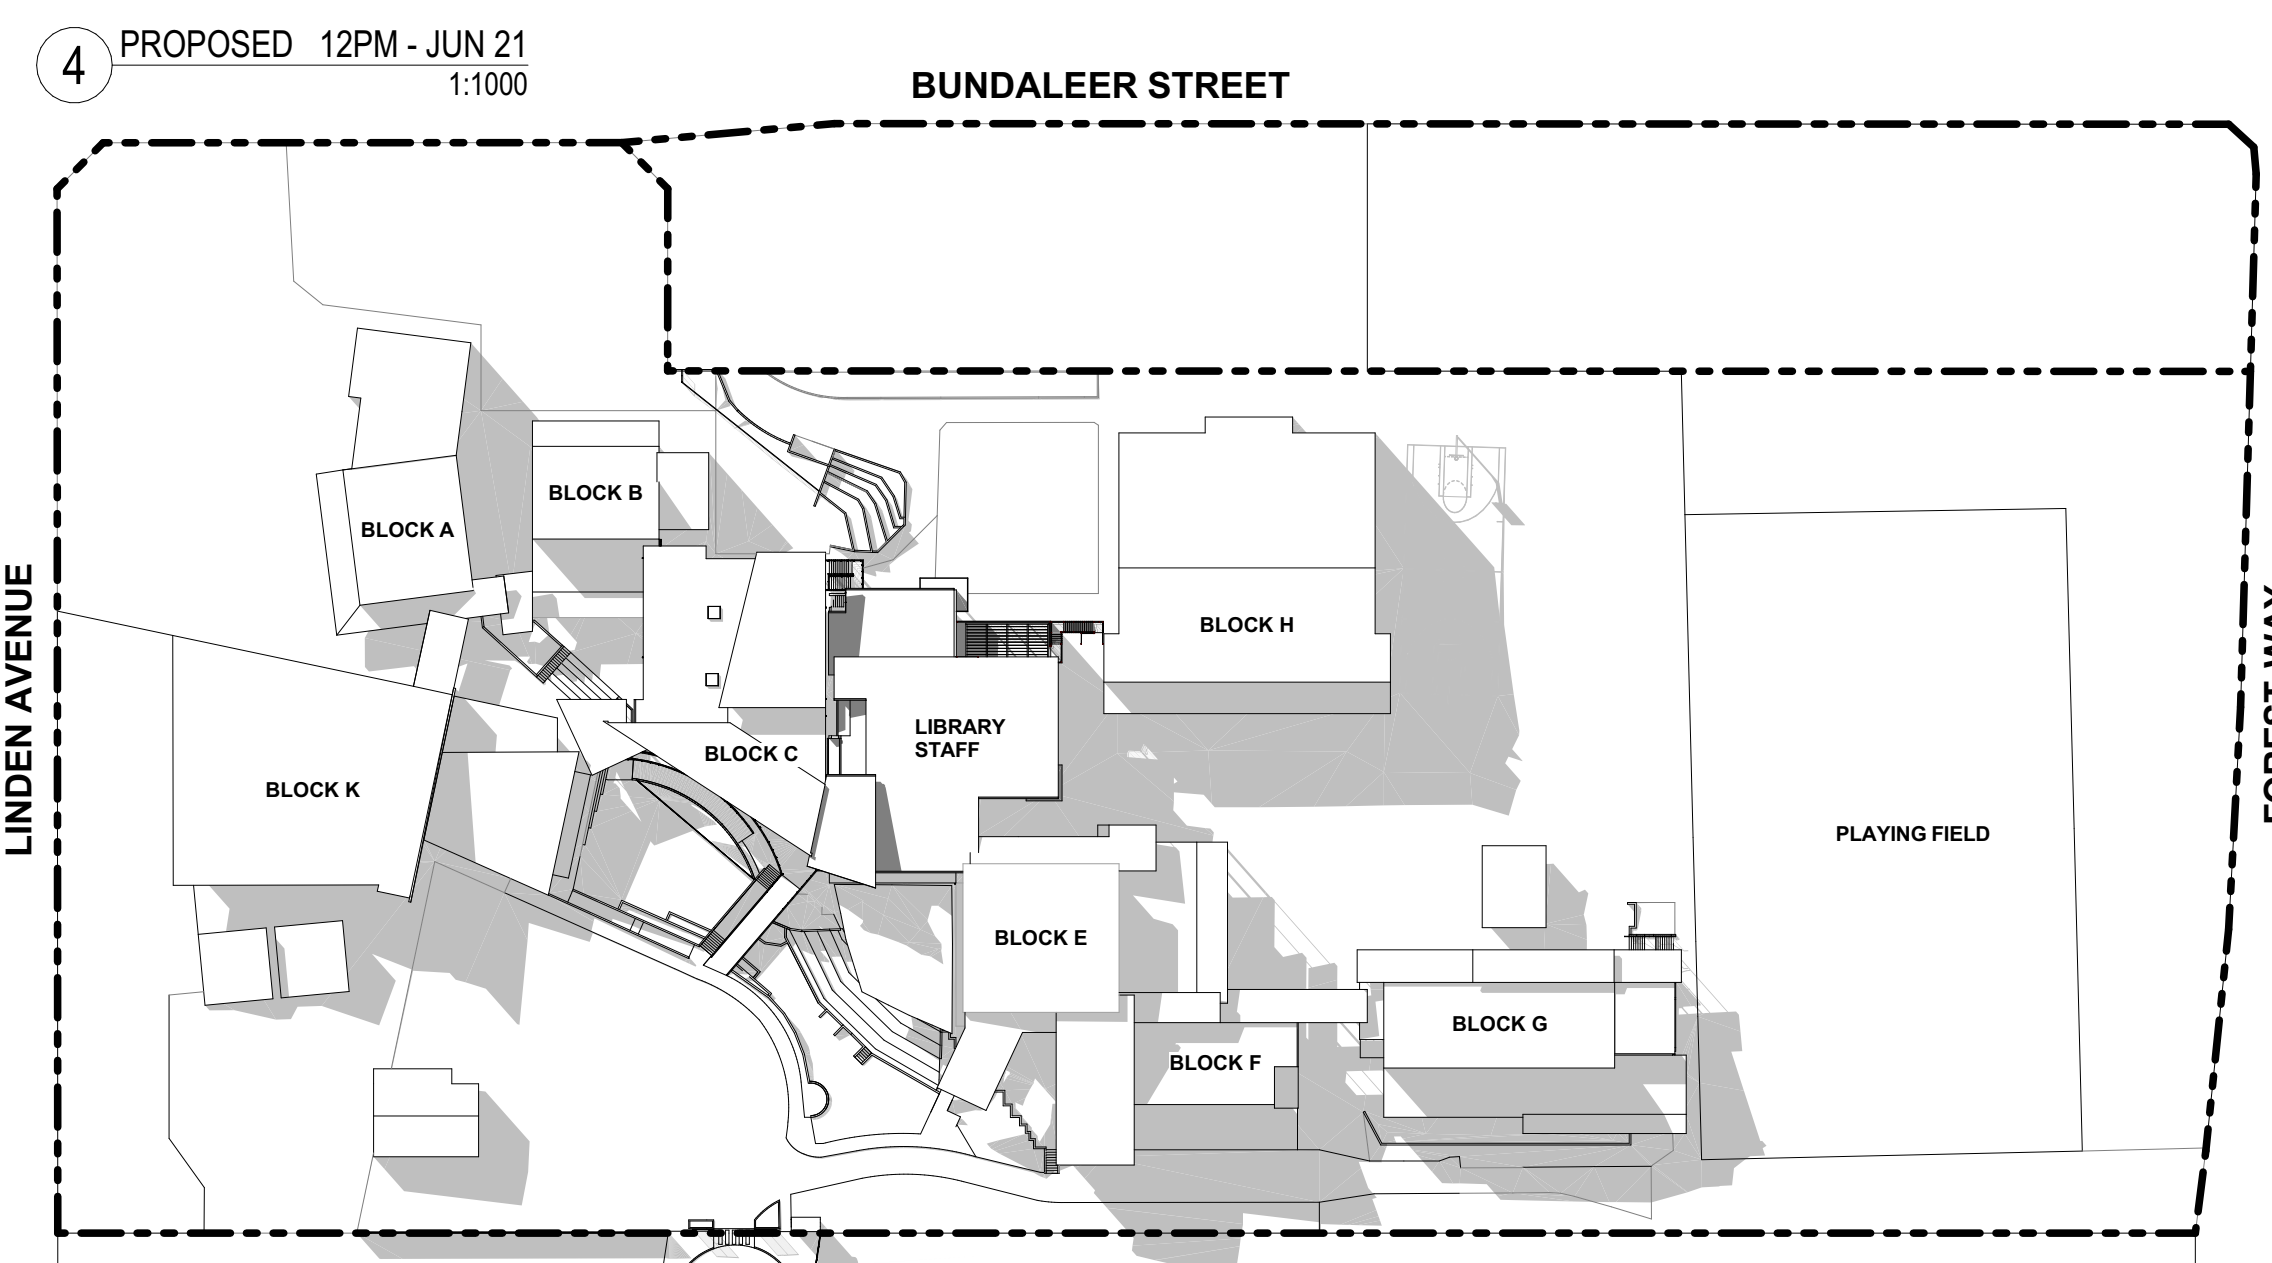 4
PROPOSED 12PM - JUN 21
1:1000
BUNDALEER STREET
BLOCK B
BLOCK A
LINDEN AVENUE
BLOCK H
LIBRARY
STAFF
BLOCK C
BLOCK K
PLAYING FIELD
BLOCK E
BLOCK G
BLOCK F